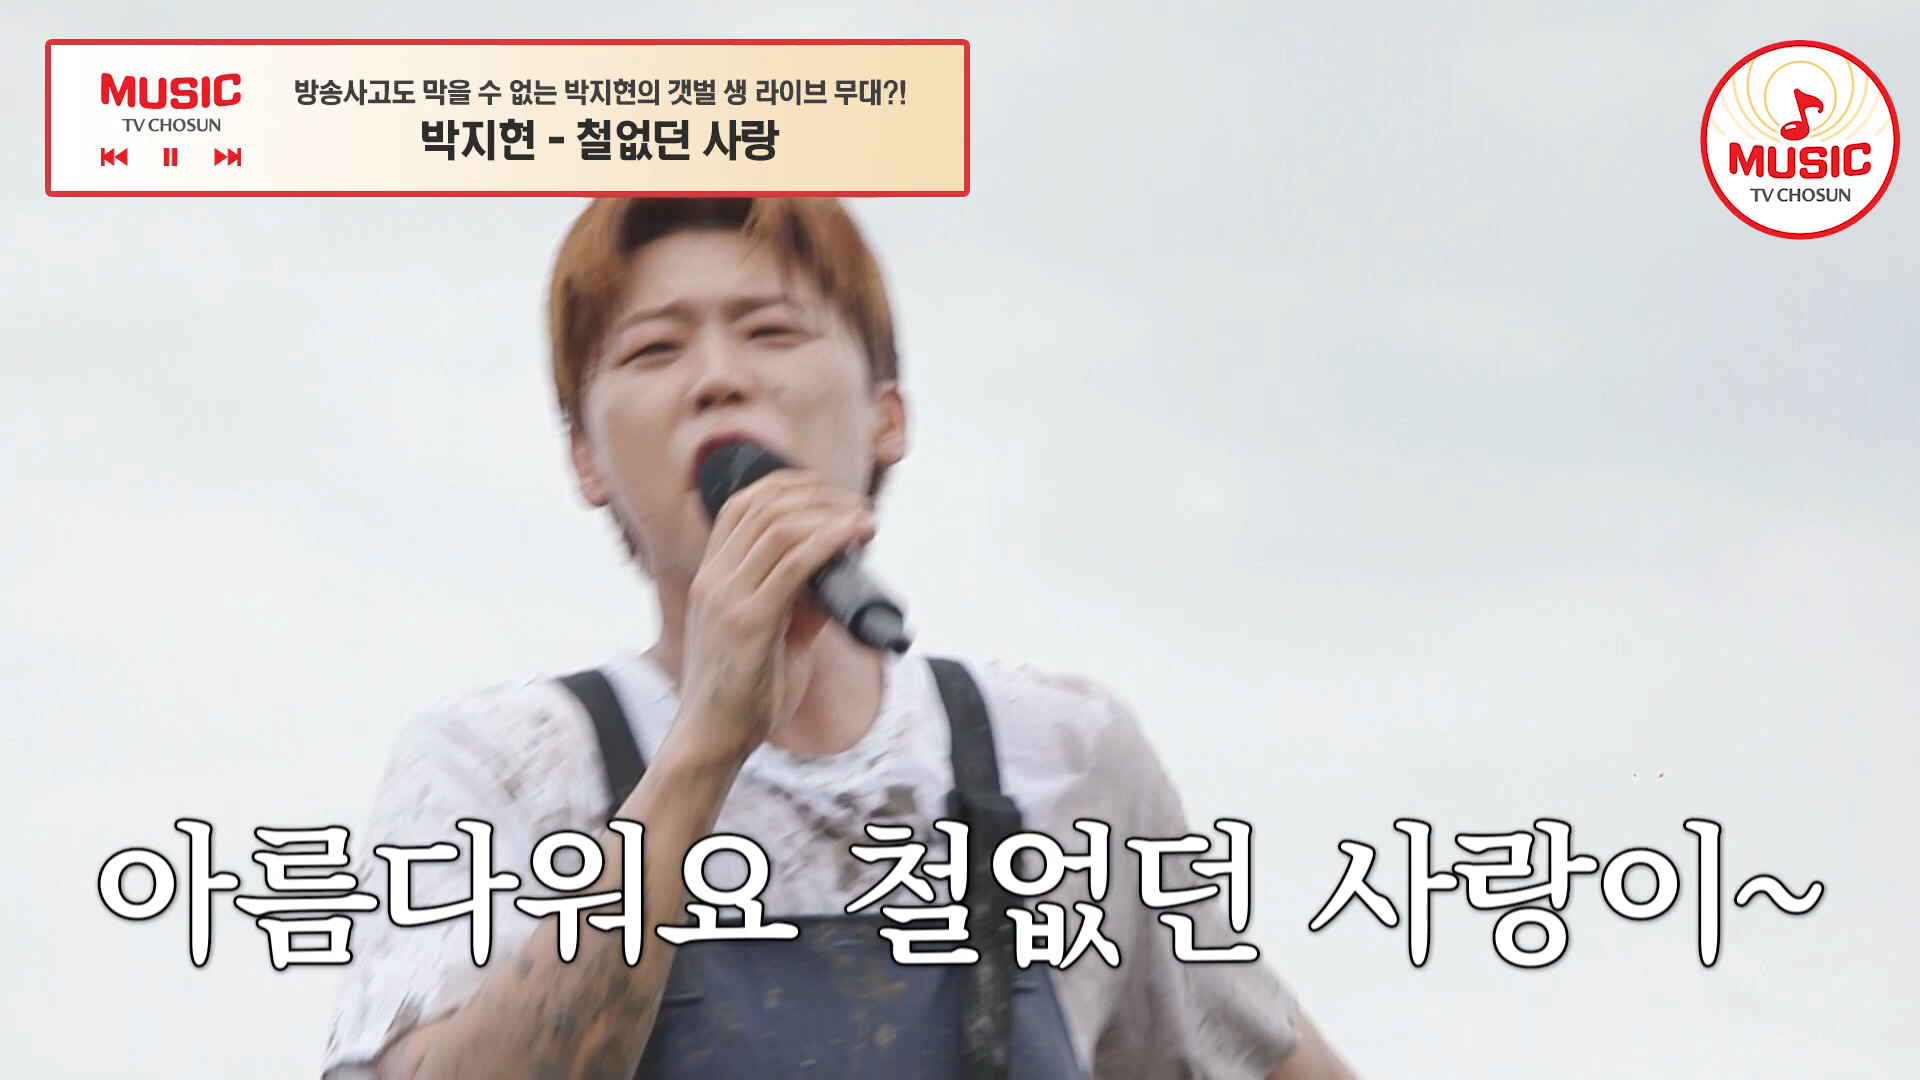 MUSIC
TV CHOSUN
방송사고도 막을 수 없는 박지현의 갯벌 생 라이브 무대?!
박지현 - 철없던 사랑
MUSIC
TV CHOSUN
아름다워요 철없던 사랑이~